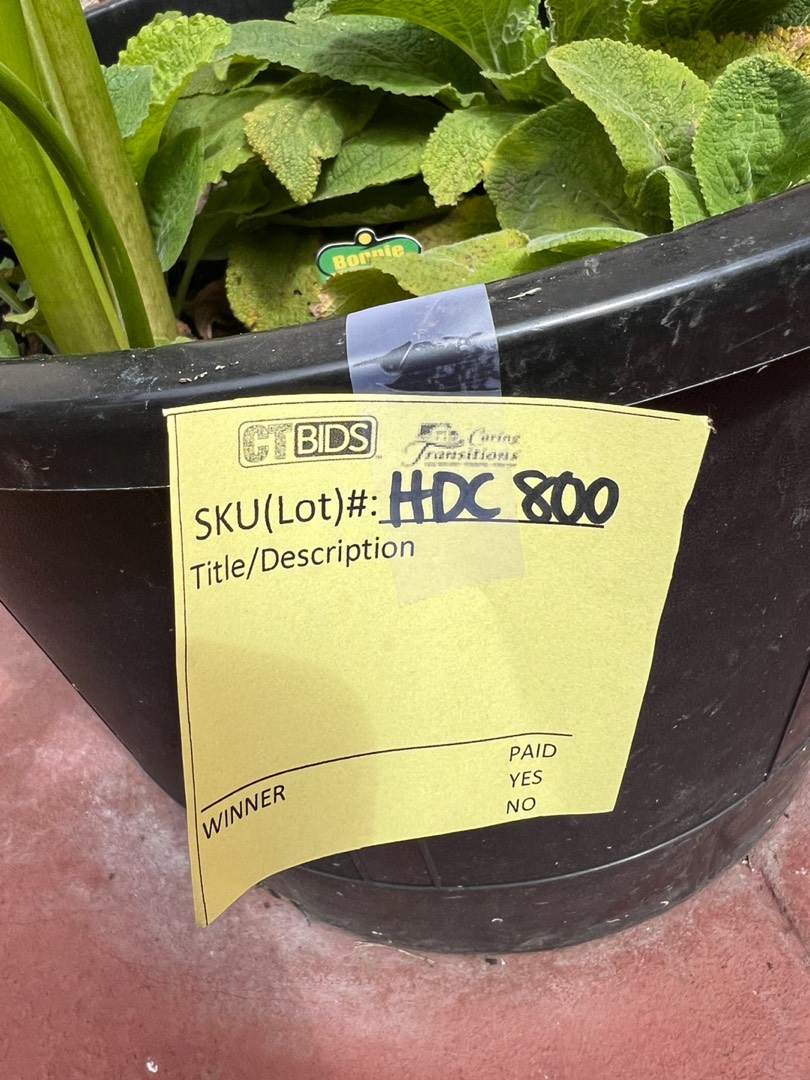 Bonnie
CTBIDS
Caring
Transitions
SKU(Lot)#: HDC 800
Title/Description
PAID
YES
WINNER
NO